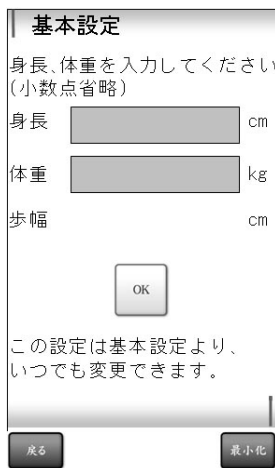 基本設定
身長、体重を入力してください
(小数点省略)
身長 cm
体重 kg
歩幅 cm
OK
この設定は基本設定より、
いつでも変更できます。
戻る 最小化